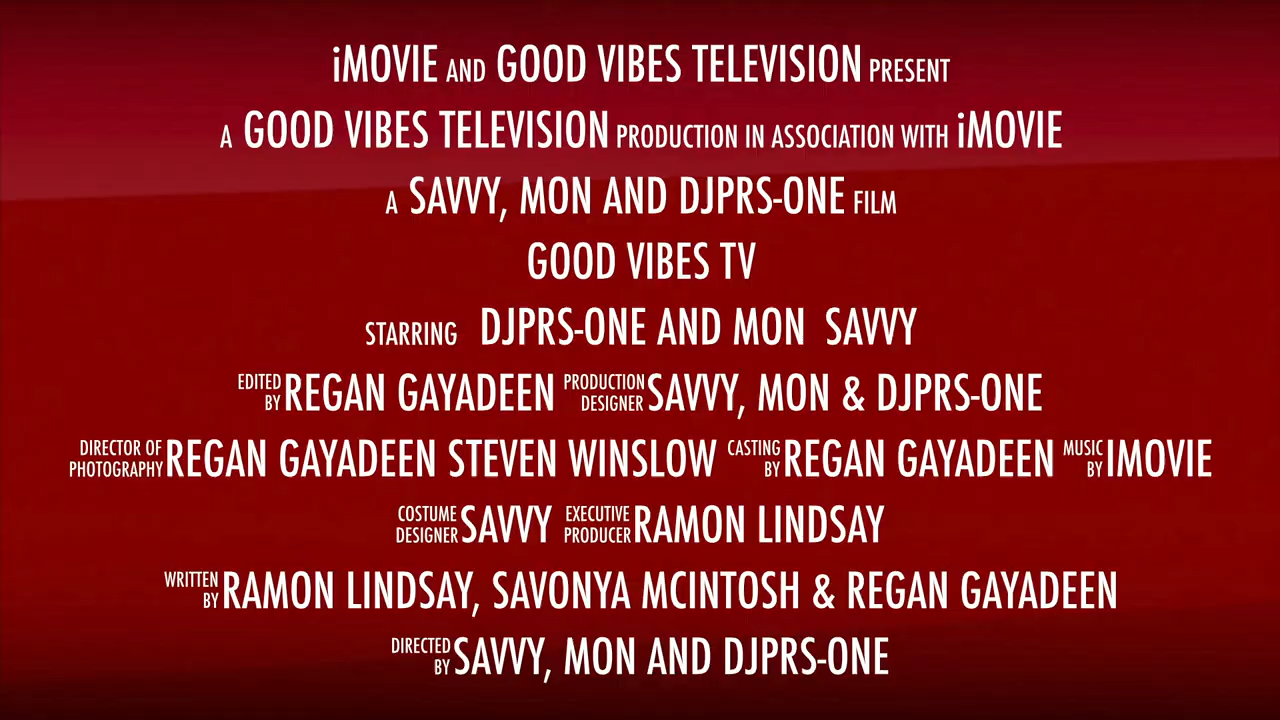 iMOVIE AND GOOD VIBES TELEVISION PRESENT
A GOOD VIBES TELEVISION PRODUCTION IN ASSOCIATION WITH iMOVIE
A SAVVY, MON AND DJPRS-ONE FILM
GOOD VIBES TV
STARRING DJPRS-ONE AND MON SAVVY
EDITED BY REGAN GAYADEEN PRODUCTION DESIGNER SAVVY, MON & DJPRS-ONE
DIRECTOR OF PHOTOGRAPHY REGAN GAYADEEN STEVEN WINSLOW CASTING BY REGAN GAYADEEN MUSIC BY IMOVIE
COSTUME DESIGNER SAVVY EXECUTIVE PRODUCER RAMON LINDSAY
WRITTEN BY RAMON LINDSAY, SAVONYA MCINTOSH & REGAN GAYADEEN
DIRECTED BY SAVVY, MON AND DJPRS-ONE